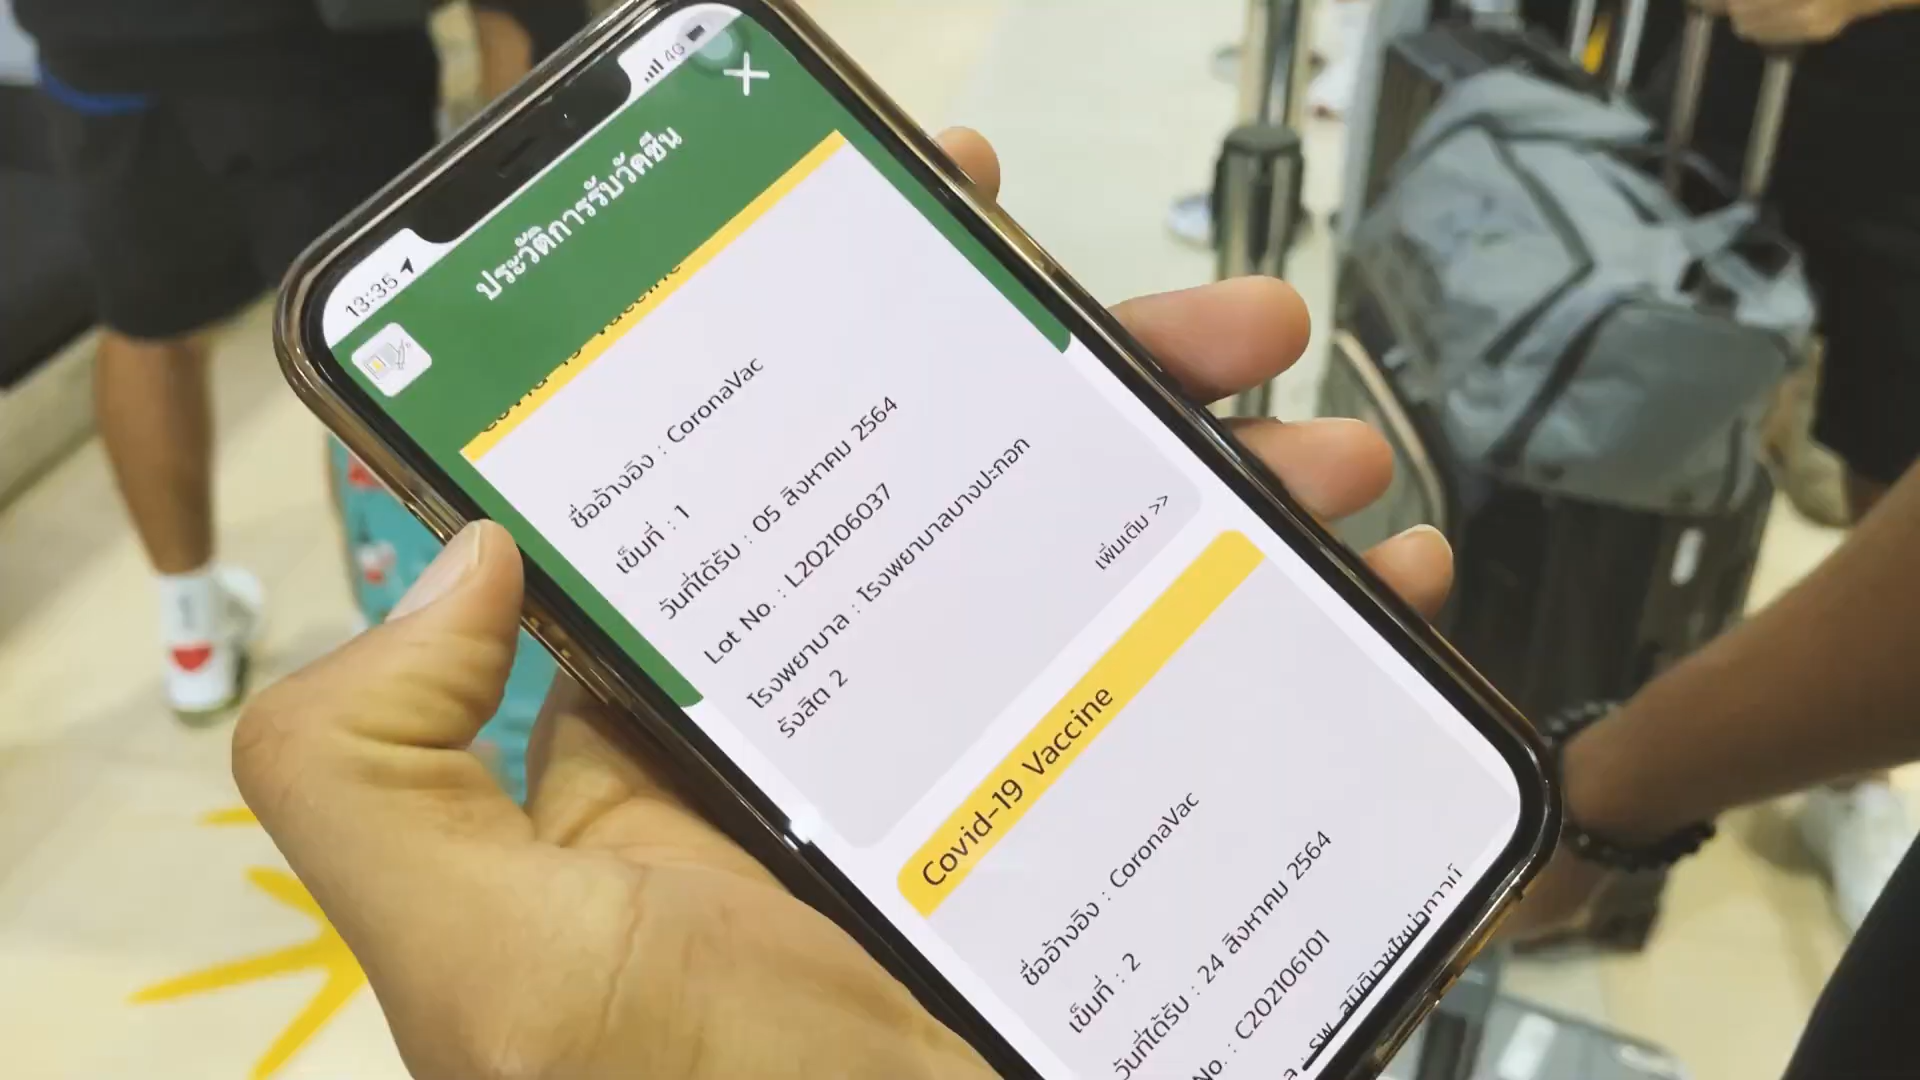 13:35
4G
ประวัติการรับวัคซีน
ชื่ออ้างอิง : CoronaVac
เข็มที่ : 1
วันที่ได้รับ : 05 สิงหาคม 2564
Lot No. : L202106037
โรงพยาบาล : โรงพยาบาลบางปะกอก
รังสิต 2
เพิ่มเติม >>
Covid-19 Vaccine
ชื่ออ้างอิง : CoronaVac
เข็มที่ : 2
วันที่ได้รับ : 24 สิงหาคม 2564
No. : C202106101